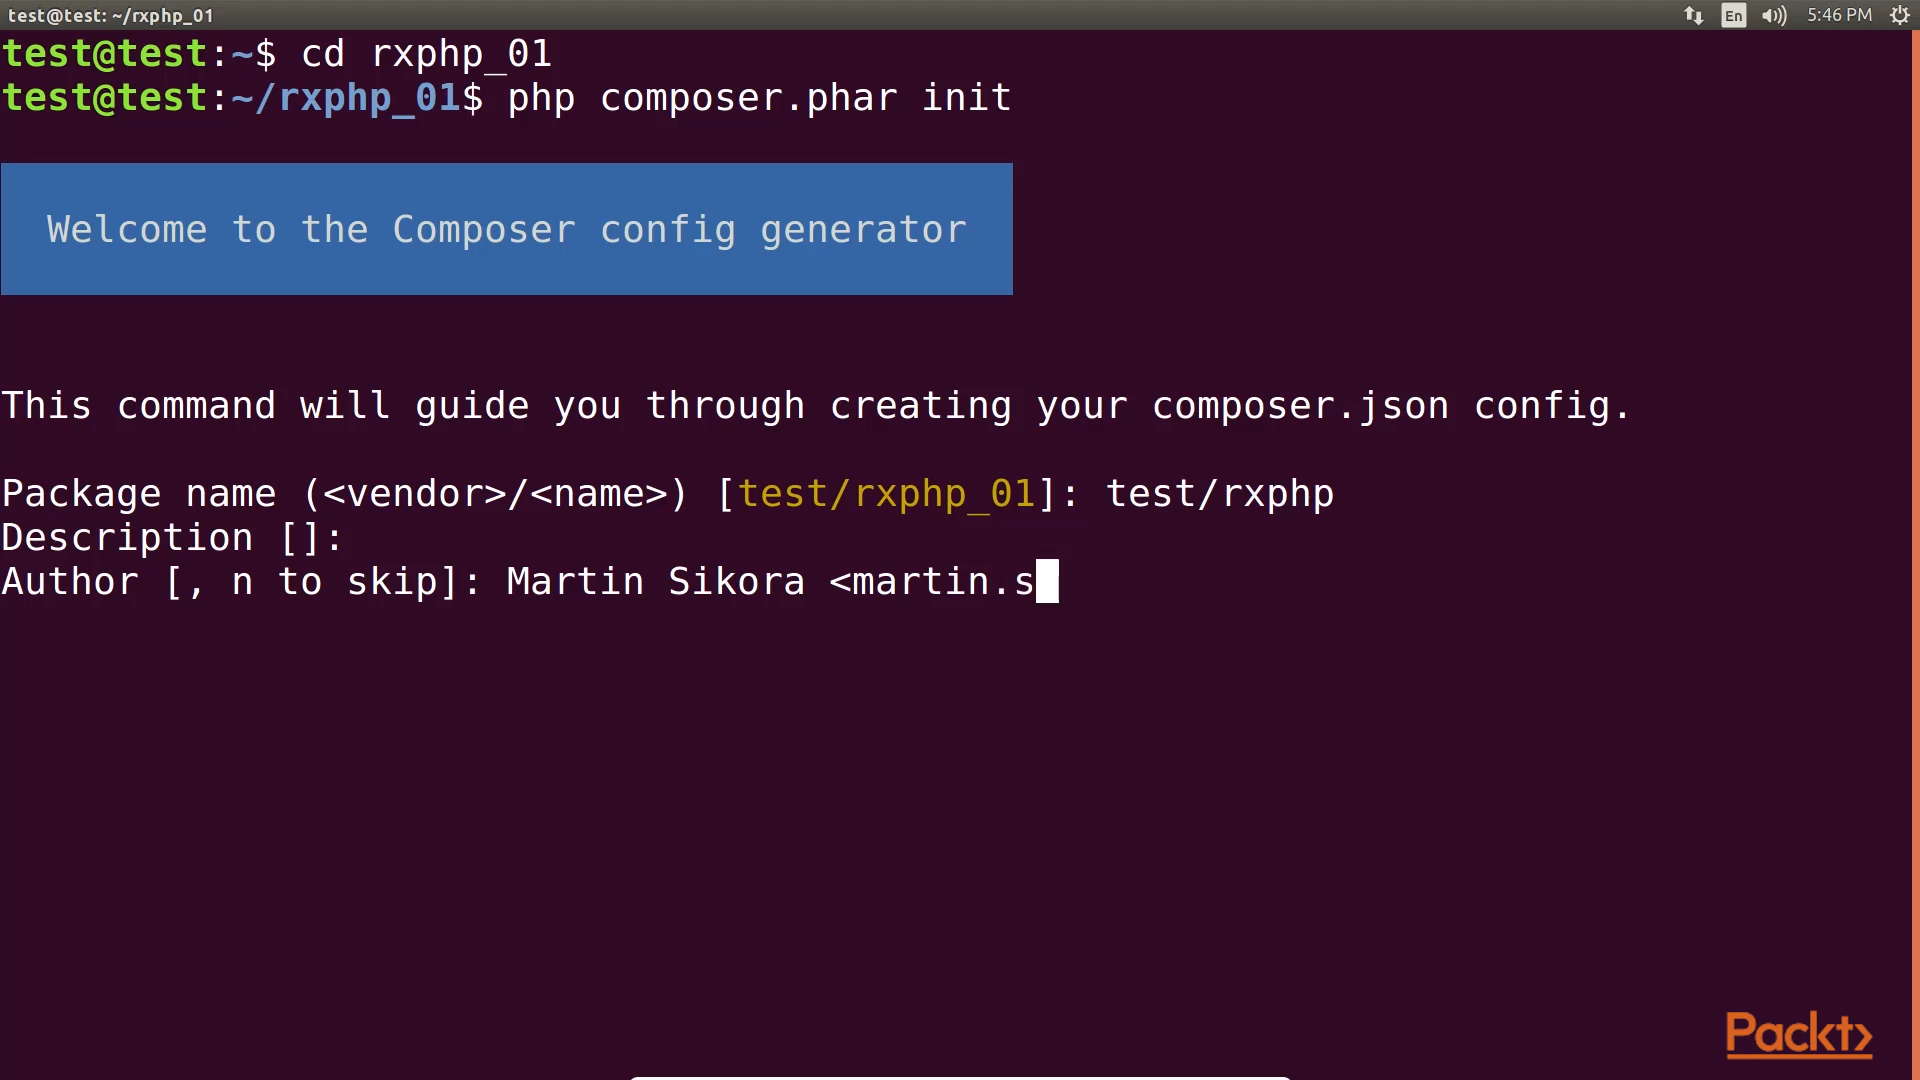 test@test: ~/rxphp_01
En
5:46 PM
test@test:~$ cd rxphp_01
test@test:~/rxphp_01$ php composer.phar init
Welcome to the Composer config generator
This command will guide you through creating your composer.json config.
Package name (<vendor>/<name>) [test/rxphp_01]: test/rxphp
Description []:
Author [, n to skip]: Martin Sikora <martin.s
Packt>